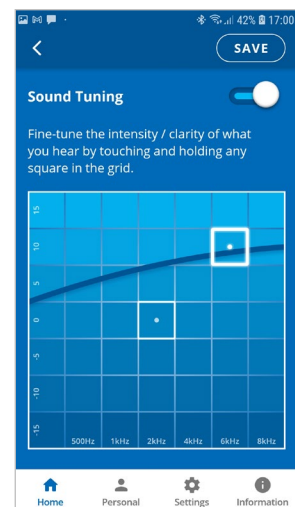 42% 17:00
SAVE
Sound Tuning
Fine-tune the intensity / clarity of what
you hear by touching and holding any
square in the grid.
15
10
5
0
-5
-10
-15
500Hz 1kHz 2kHz 4kHz 6kHz 8kHz
Home Personal Settings Information